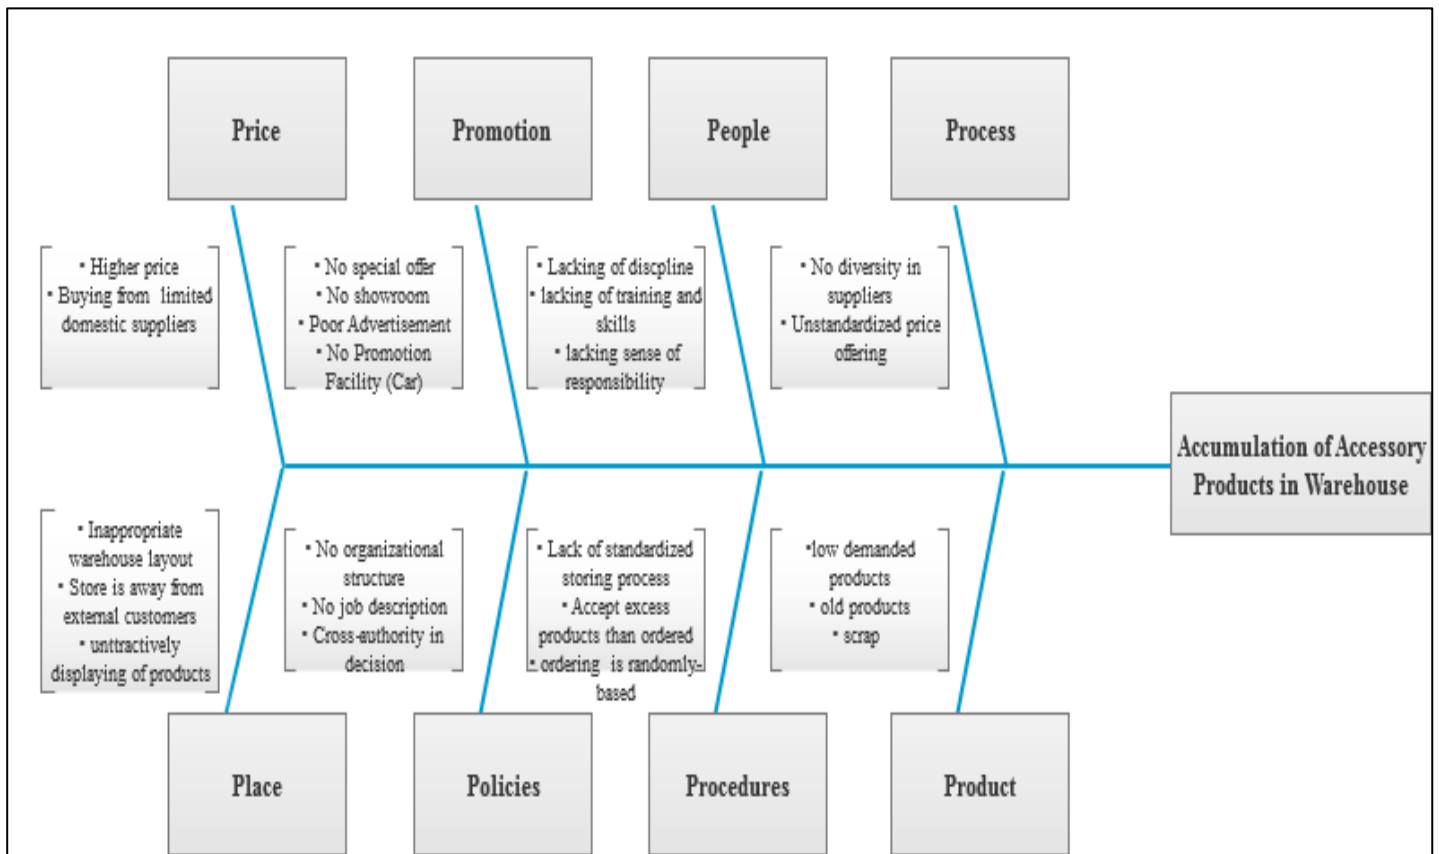 Price
Promotion
People
Process
▪ Higher price
▪ Buying from limited
domestic suppliers
▪ No special offer
▪ No showroom
▪ Poor Advertisement
▪ No Promotion
Facility (Car)
▪ Lacking of discpline
▪ lacking of training and
skills
▪ lacking sense of
responsibility
▪ No diversity in
suppliers
▪ Unstandardized price
offering
Accumulation of Accessory
Products in Warehouse
▪ Inappropriate
warehouse layout
▪ Store is away from
external customers
▪ unttractively
displaying of products
▪ No organizational
structure
▪ No job description
▪ Cross-authority in
decision
▪ Lack of standardized
storing process
▪ Accept excess
products than ordered
▪ ordering is randomly-
based
▪low demanded
products
▪ old products
▪ scrap
Place
Policies
Procedures
Product